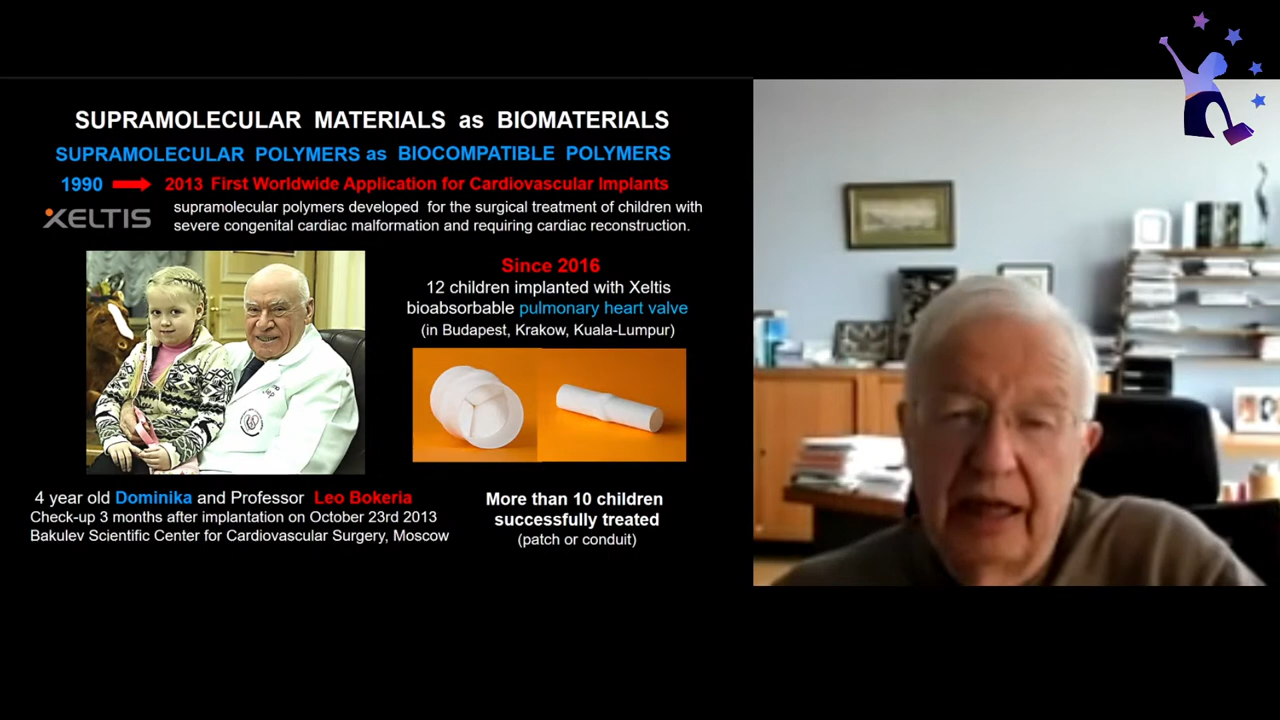 SUPRAMOLECULAR MATERIALS as BIOMATERIALS
SUPRAMOLECULAR POLYMERS as BIOCOMPATIBLE POLYMERS
1990 2013 First Worldwide Application for Cardiovascular Implants
XELTIS
supramolecular polymers developed for the surgical treatment of children with
severe congenital cardiac malformation and requiring cardiac reconstruction.
Since 2016
12 children implanted with Xeltis
bioabsorbable pulmonary heart valve
(in Budapest, Krakow, Kuala-Lumpur)
4 year old Dominika and Professor Leo Bokeria
Check-up 3 months after implantation on October 23rd 2013
Bakulev Scientific Center for Cardiovascular Surgery, Moscow
More than 10 children
successfully treated
(patch or conduit)